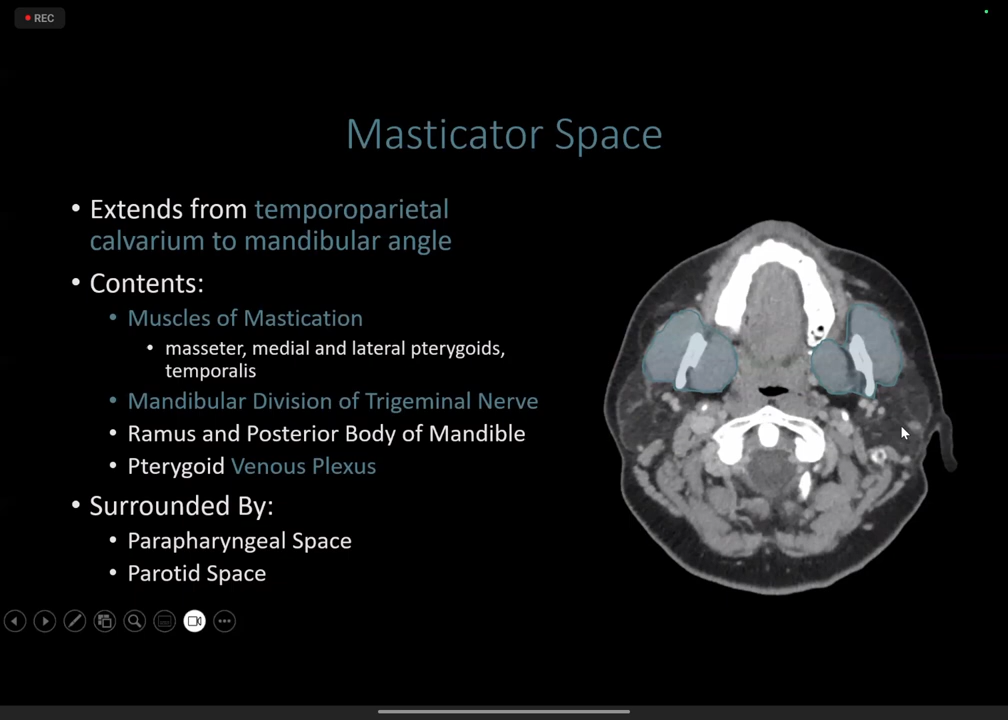 REC
Masticator Space
• Extends from temporoparietal
calvarium to mandibular angle
• Contents:
• Muscles of Mastication
• masseter, medial and lateral pterygoids,
temporalis
• Mandibular Division of Trigeminal Nerve
• Ramus and Posterior Body of Mandible
• Pterygoid Venous Plexus
• Surrounded By:
• Parapharyngeal Space
• Parotid Space